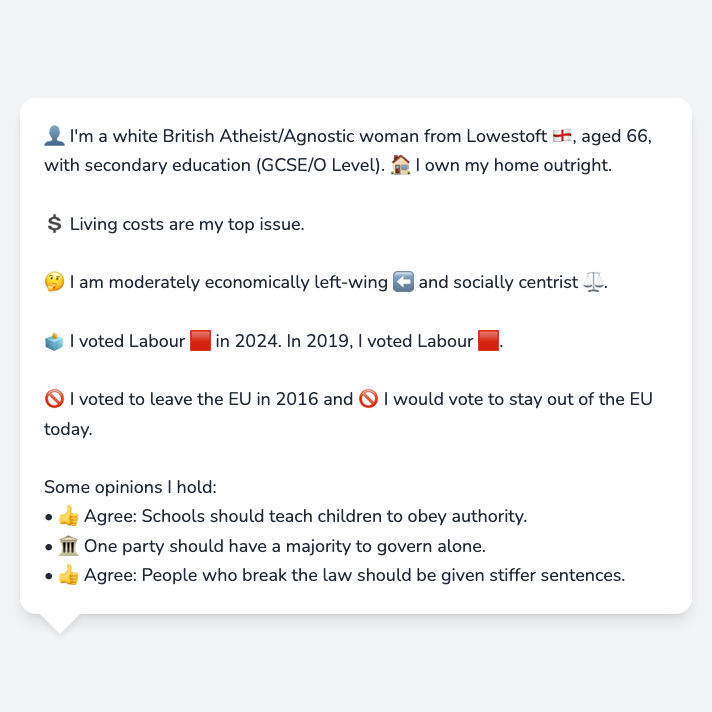 👤 I'm a white British Atheist/Agnostic woman from Lowestoft 🏴󠁧󠁢󠁥󠁮󠁧󠁿, aged 66,
with secondary education (GCSE/O Level). 🏠 I own my home outright.
💲 Living costs are my top issue.
🤔 I am moderately economically left-wing ⬅️ and socially centrist ⚖️.
🗳️ I voted Labour 🟥 in 2024. In 2019, I voted Labour 🟥.
🚫 I voted to leave the EU in 2016 and 🚫 I would vote to stay out of the EU
today.
Some opinions I hold:
• 👍 Agree: Schools should teach children to obey authority.
• 🏛️ One party should have a majority to govern alone.
• 👍 Agree: People who break the law should be given stiffer sentences.